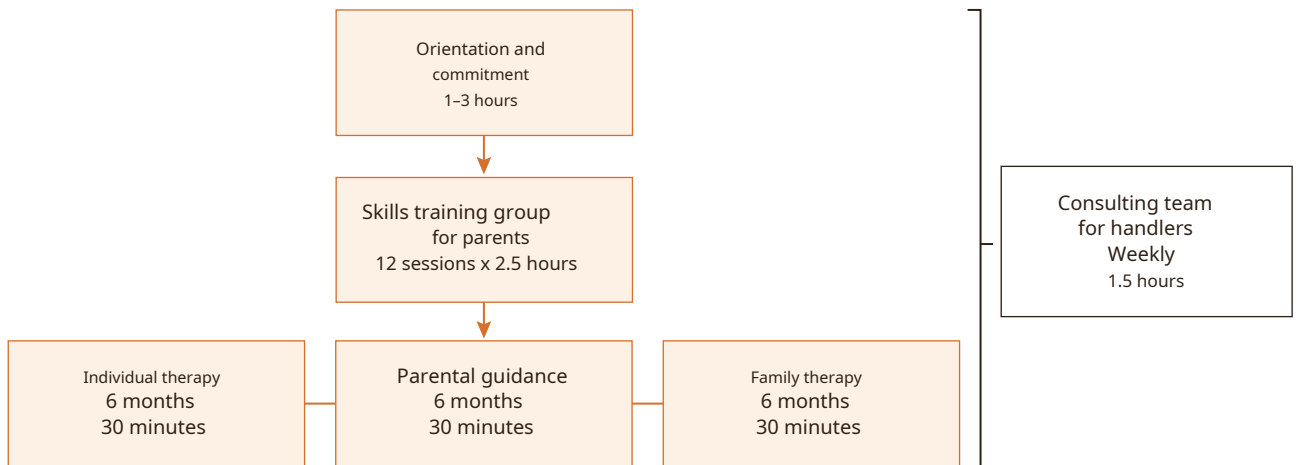 Orientation and
commitment
1–3 hours
Skills training group
for parents
12 sessions x 2.5 hours
Individual therapy
6 months
30 minutes
Parental guidance
6 months
30 minutes
Family therapy
6 months
30 minutes
Consulting team
for handlers
Weekly
1.5 hours